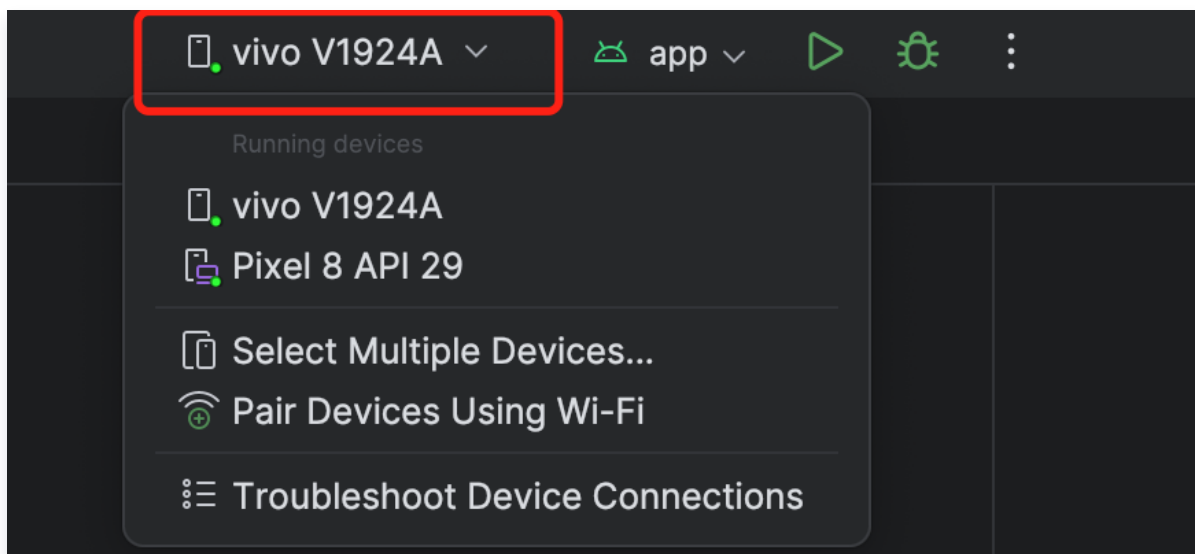 vivo V1924A app
Running devices
vivo V1924A
Pixel 8 API 29
Select Multiple Devices...
Pair Devices Using Wi-Fi
Troubleshoot Device Connections